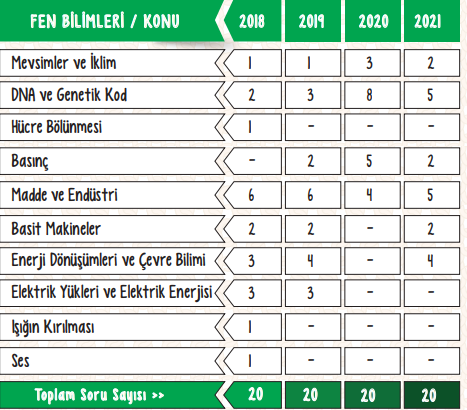 FEN BİLİMLERİ / KONU 2018 2019 2020 2021
Mevsimler ve İklim 1 1 3 2
DNA ve Genetik Kod 2 3 8 5
Hücre Bölünmesi 1 - - -
Basınç - 2 5 2
Madde ve Endüstri 6 6 4 5
Basit Makineler 2 2 - 2
Enerji Dönüşümleri ve Çevre Bilimi 3 4 - 4
Elektrik Yükleri ve Elektrik Enerjisi 3 3 - -
Işığın Kırılması 1 - - -
Ses 1 - - -
Toplam Soru Sayısı >> 20 20 20 20